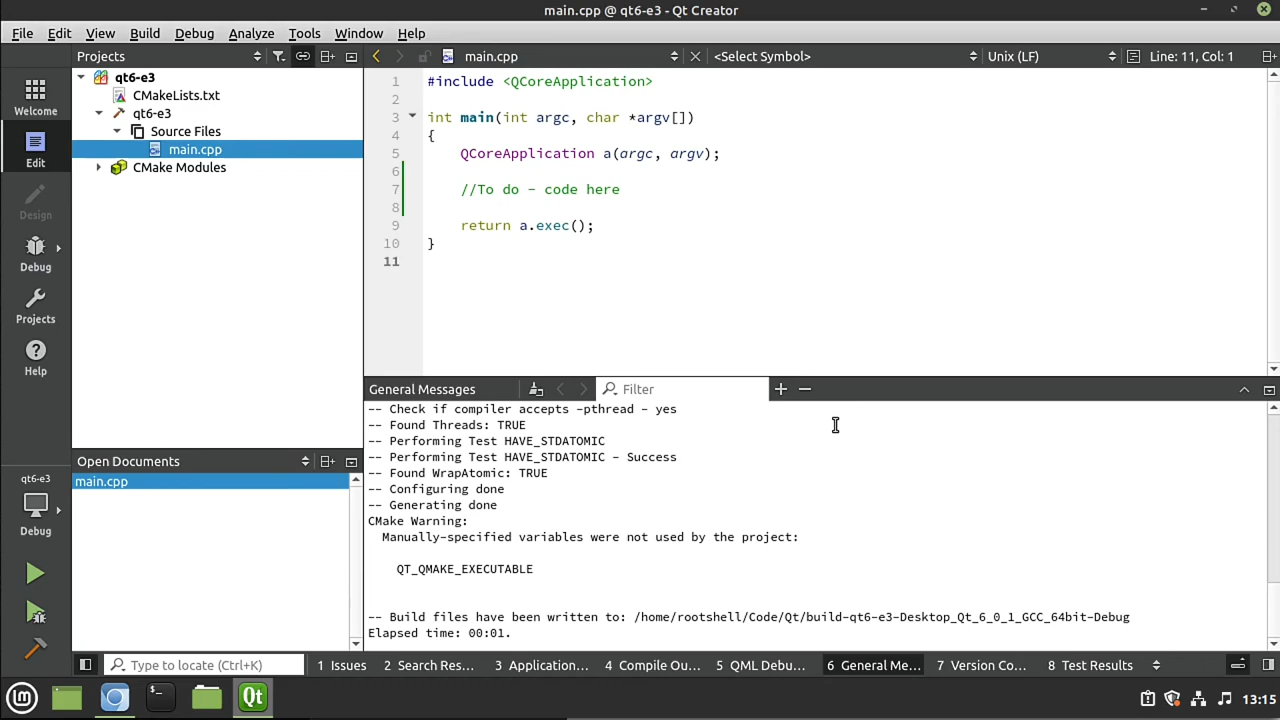 main.cpp @ qt6-e3 - Qt Creator
File Edit View Build Debug Analyze Tools Window Help
Projects
main.cpp
<Select Symbol>
Unix (LF)
Line: 11, Col: 1
Welcome
Edit
Design
Debug
Projects
Help
qt6-e3
Debug
qt6-e3
CMakeLists.txt
qt6-e3
Source Files
main.cpp
CMake Modules
Open Documents
main.cpp
1 #include <QCoreApplication>
2
3 int main(int argc, char *argv[])
4 {
5 QCoreApplication a(argc, argv);
6
7 //To do - code here
8
9 return a.exec();
10 }
11
General Messages
Filter
-- Check if compiler accepts -pthread - yes
-- Found Threads: TRUE
-- Performing Test HAVE_STDATOMIC
-- Performing Test HAVE_STDATOMIC - Success
-- Found WrapAtomic: TRUE
-- Configuring done
-- Generating done
CMake Warning:
Manually-specified variables were not used by the project:
QT_QMAKE_EXECUTABLE
-- Build files have been written to: /home/rootshell/Code/Qt/build-qt6-e3-Desktop_Qt_6_0_1_GCC_64bit-Debug
Elapsed time: 00:01.
Type to locate (Ctrl+K)
1 Issues 2 Search Res... 3 Application... 4 Compile Ou... 5 QML Debu... 6 General Me... 7 Version Co... 8 Test Results
Qt
13:15